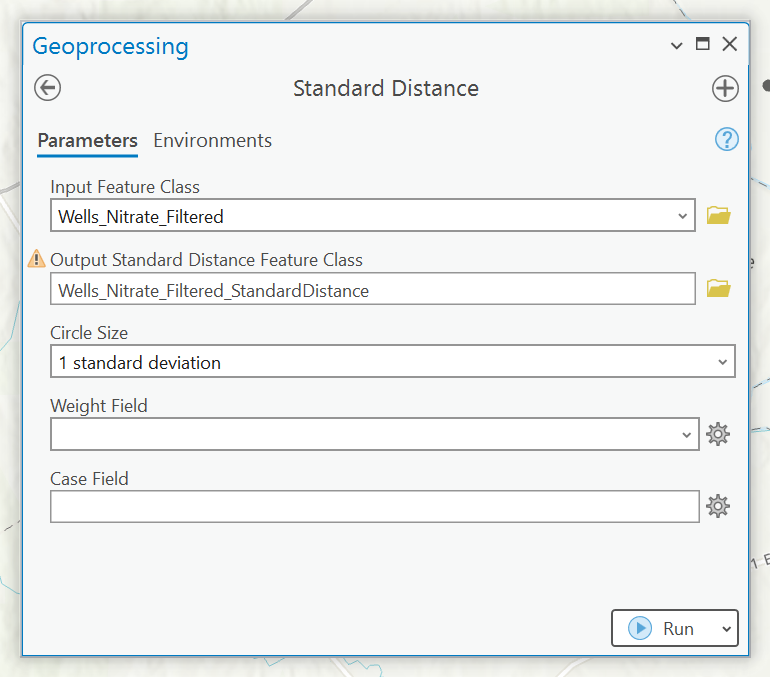 Geoprocessing
Standard Distance
Parameters Environments
Input Feature Class
Wells_Nitrate_Filtered
Output Standard Distance Feature Class
Wells_Nitrate_Filtered_StandardDistance
Circle Size
1 standard deviation
Weight Field
Case Field
Run